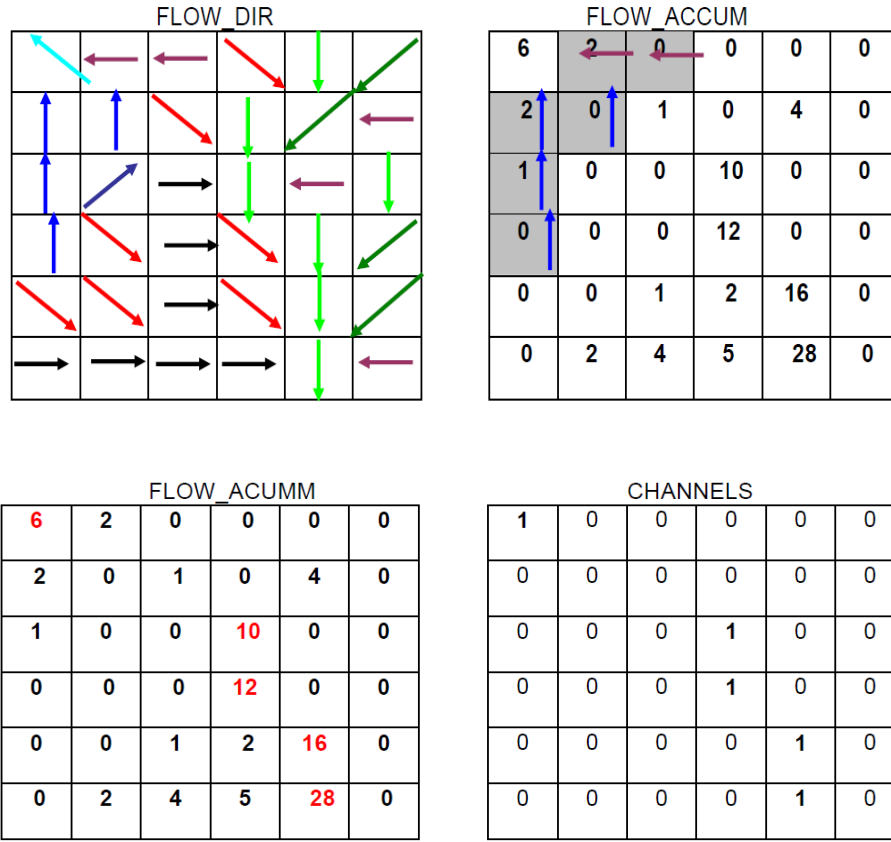 FLOW_DIR
FLOW_ACCUM
6 2 0 0 0 0
2 0 1 0 4 0
1 0 0 10 0 0
0 0 0 12 0 0
0 0 1 2 16 0
0 2 4 5 28 0
FLOW_ACUMM
6 2 0 0 0 0
2 0 1 0 4 0
1 0 0 10 0 0
0 0 0 12 0 0
0 0 1 2 16 0
0 2 4 5 28 0
CHANNELS
1 0 0 0 0 0
0 0 0 0 0 0
0 0 0 1 0 0
0 0 0 1 0 0
0 0 0 0 1 0
0 0 0 0 1 0